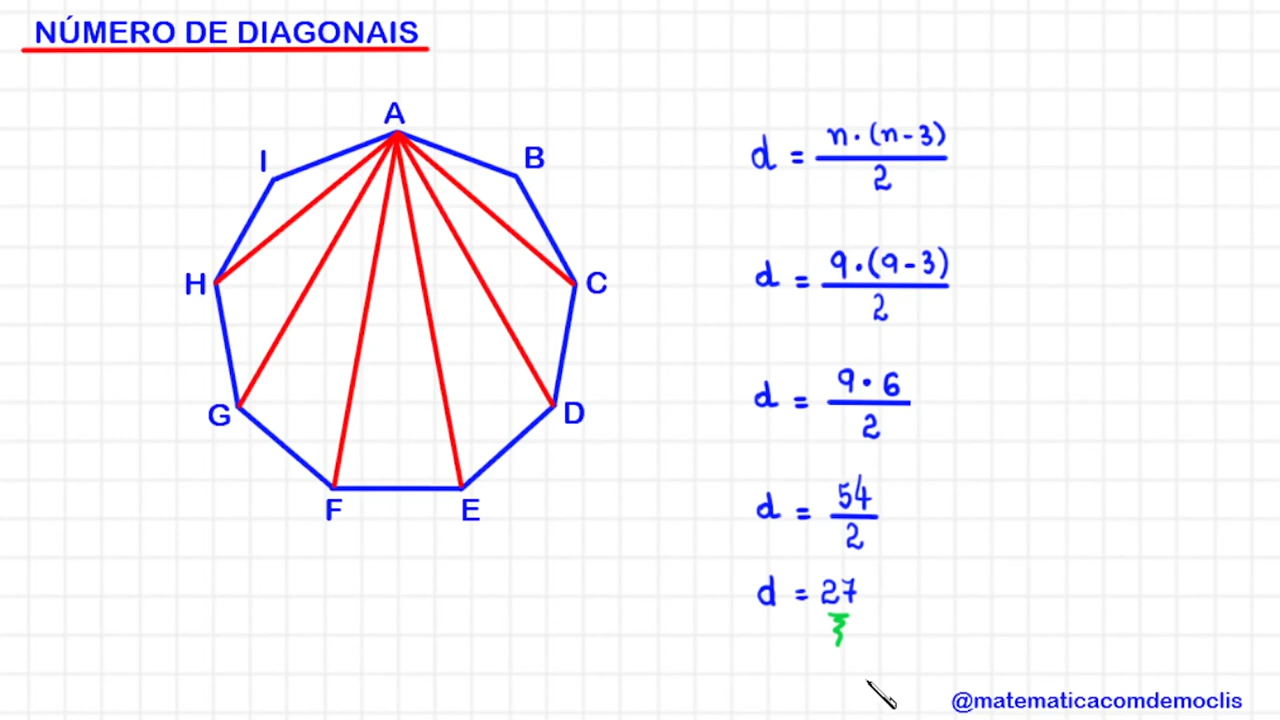 NÚMERO DE DIAGONAIS
A
I
B
H
C
G
D
F
E
d = n·(n-3)/2
d = 9·(9-3)/2
d = 9·6/2
d = 54/2
d = 27
@matematicacomdemoclis